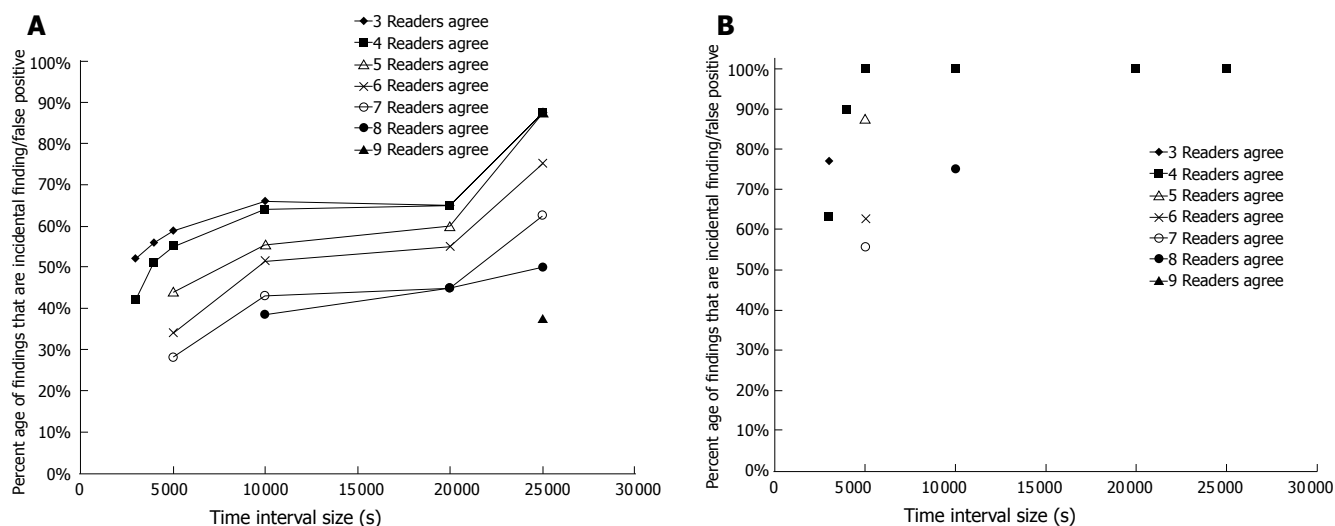 A
3 Readers agree
4 Readers agree
5 Readers agree
6 Readers agree
7 Readers agree
8 Readers agree
9 Readers agree
Percent age of findings that are incidental finding/false positive
100%
90%
80%
70%
60%
50%
40%
30%
20%
10%
0%
0 5000 10000 15000 20000 25000 30000
Time interval size (s)
B
Percent age of findings that are incidental finding/false positive
100%
90%
80%
70%
60%
50%
40%
30%
20%
10%
0%
3 Readers agree
4 Readers agree
5 Readers agree
6 Readers agree
7 Readers agree
8 Readers agree
9 Readers agree
0 5000 10000 15000 20000 25000 30000
Time interval size (s)